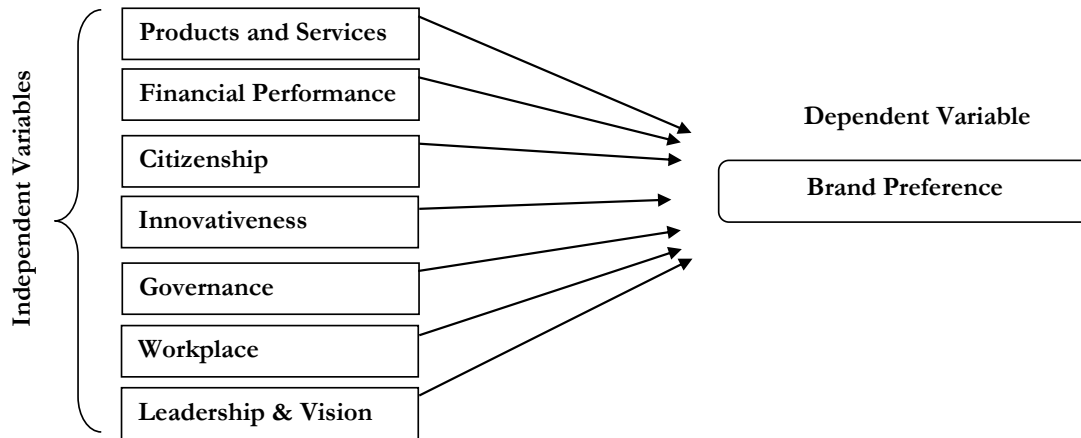 Independent Variables
Products and Services
Financial Performance
Citizenship
Innovativeness
Governance
Workplace
Leadership & Vision
Dependent Variable
Brand Preference